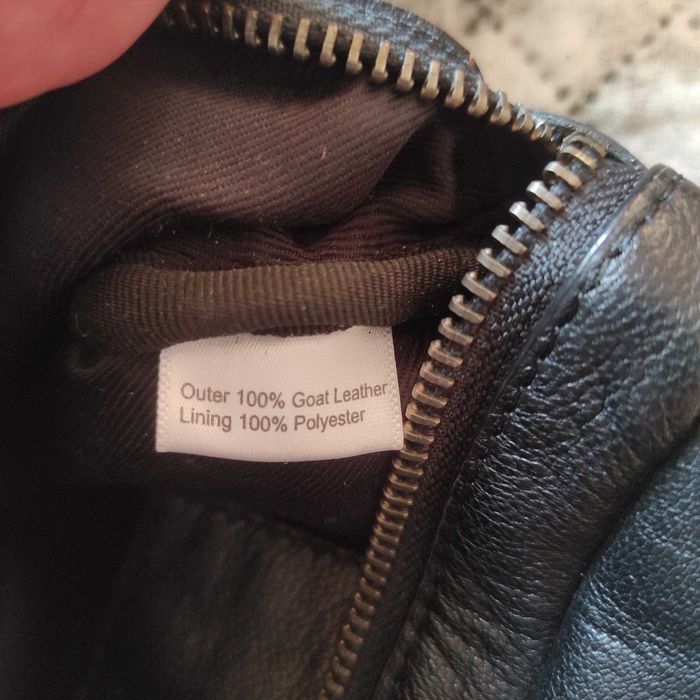 Outer 100% Goat Leather
Lining 100% Polyester